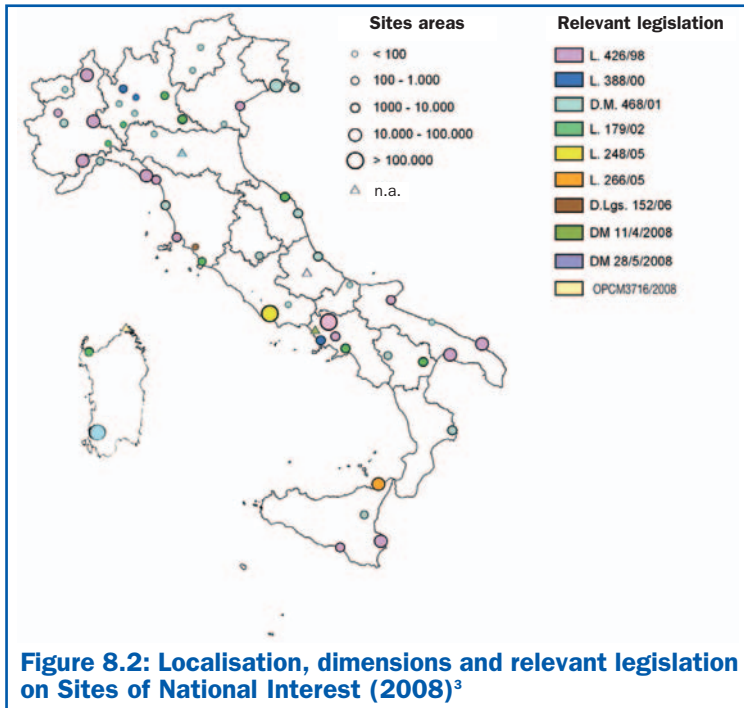 Sites areas
< 100
100 - 1.000
1000 - 10.000
10.000 - 100.000
> 100.000
n.a.
Relevant legislation
L. 426/98
L. 388/00
D.M. 468/01
L. 179/02
L. 248/05
L. 266/05
D.Lgs. 152/06
DM 11/4/2008
DM 28/5/2008
OPCM3716/2008
Figure 8.2: Localisation, dimensions and relevant legislation
on Sites of National Interest (2008)³